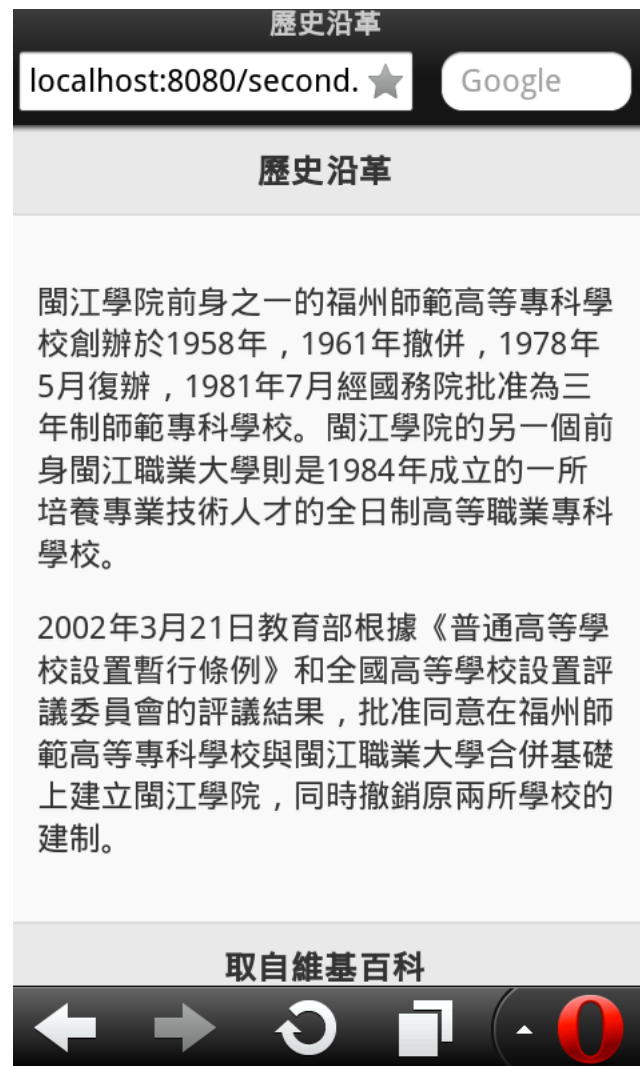 歷史沿革
localhost:8080/second.
Google
歷史沿革
閩江學院前身之一的福州師範高等專科學
校創辦於1958年，1961年撤併，1978年
5月復辦，1981年7月經國務院批准為三
年制師範專科學校。閩江學院的另一個前
身閩江職業大學則是1984年成立的一所
培養專業技術人才的全日制高等職業專科
學校。
2002年3月21日教育部根據《普通高等學
校設置暫行條例》和全國高等學校設置評
議委員會的評議結果，批准同意在福州師
範高等專科學校與閩江職業大學合併基礎
上建立閩江學院，同時撤銷原兩所學校的
建制。
取自維基百科